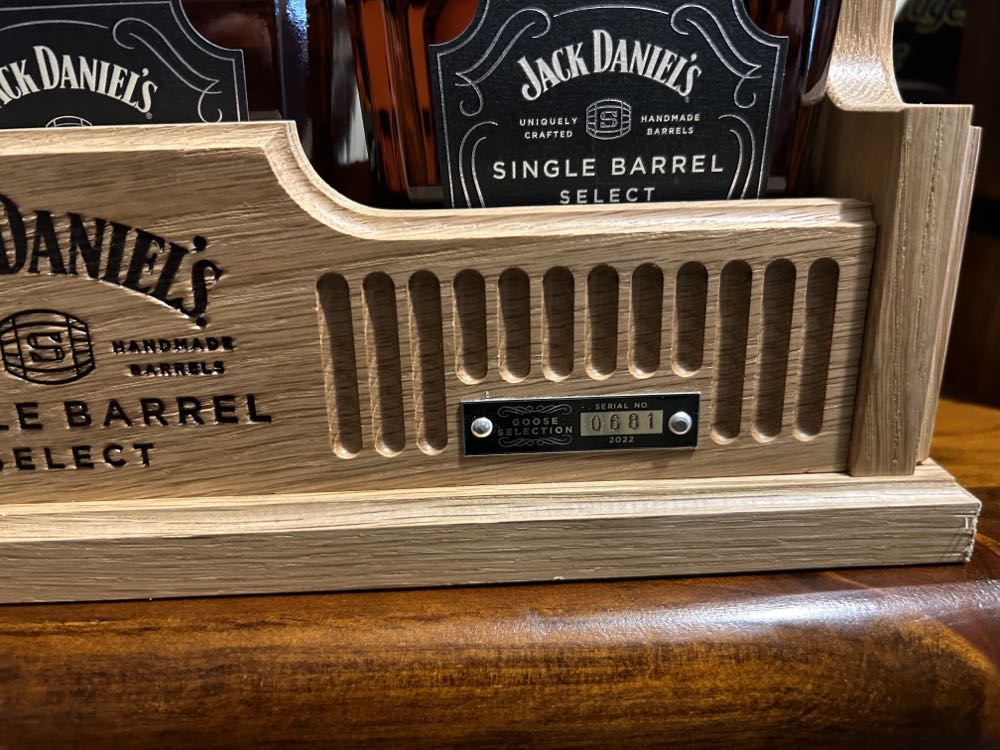 CK DANIEL'S
JACK DANIEL'S
UNIQUELY
CRAFTED
S
HANDMADE
BARRELS
SINGLE BARREL
SELECT
DANIEL'S
S
HANDMADE
BARRELS
LE BARREL
SELECT
GOOSE
SELECTION
SERIAL NO.
0681
2022